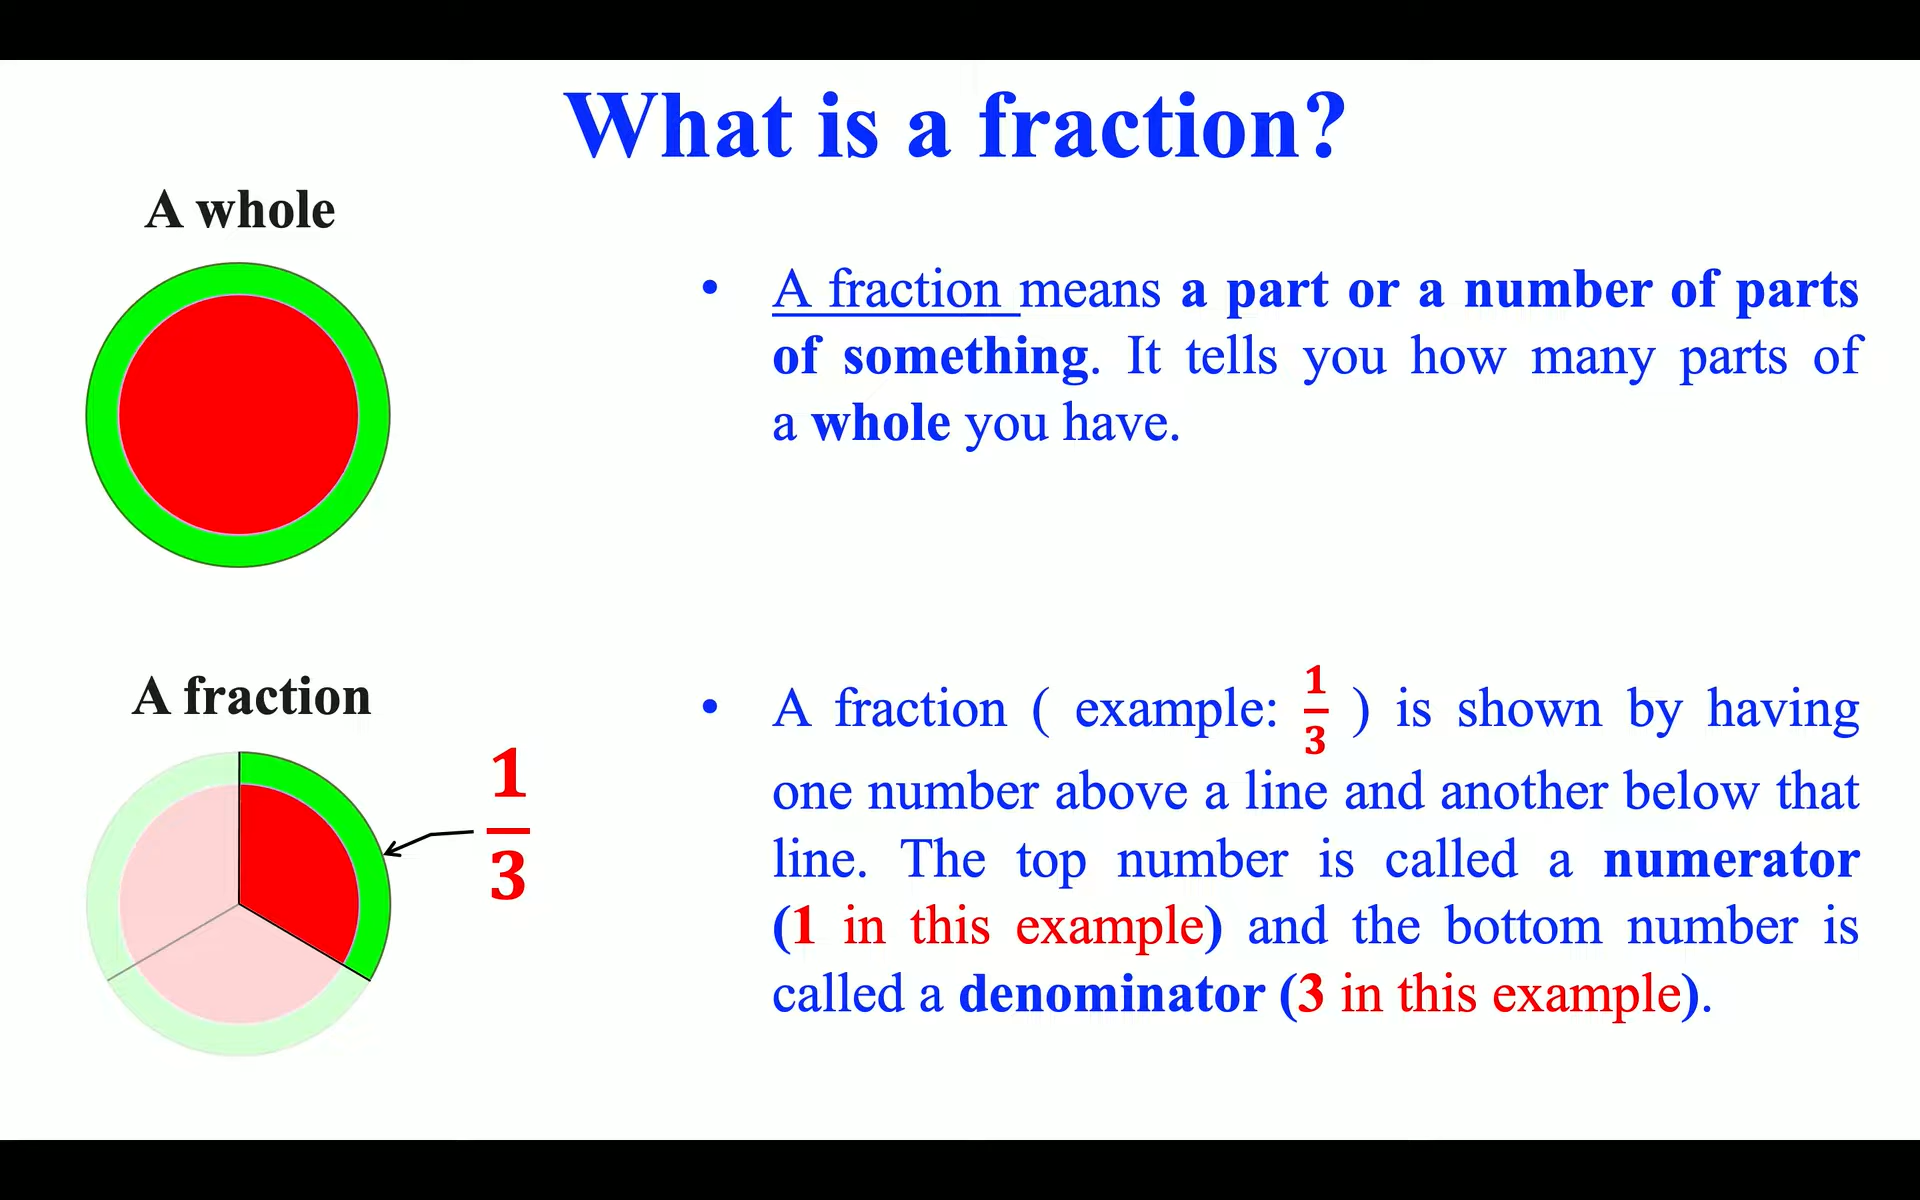 What is a fraction?
A whole
• A fraction means a part or a number of parts
of something. It tells you how many parts of
a whole you have.
A fraction
1
3
• A fraction ( example: 1/3 ) is shown by having
one number above a line and another below that
line. The top number is called a numerator
(1 in this example) and the bottom number is
called a denominator (3 in this example).